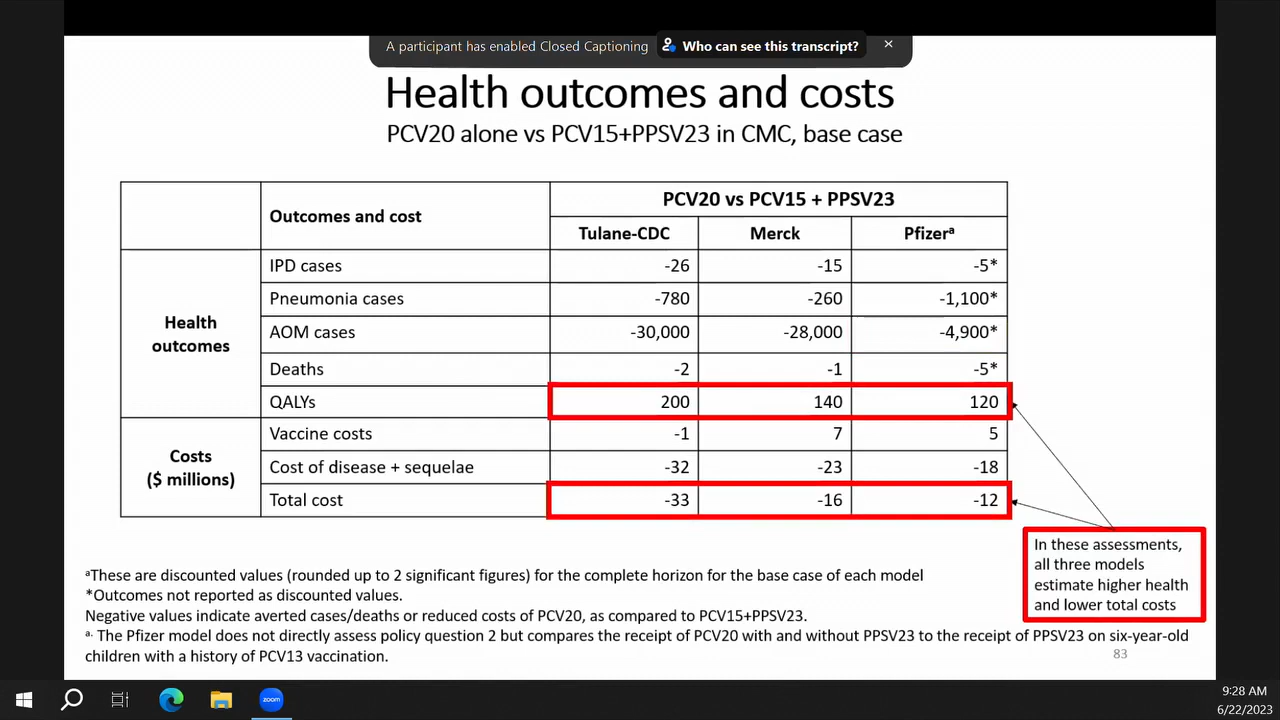 A participant has enabled Closed Captioning Who can see this transcript? ×
Health outcomes and costs
PCV20 alone vs PCV15+PPSV23 in CMC, base case
Outcomes and cost
PCV20 vs PCV15 + PPSV23
Tulane-CDC Merck Pfizerᵃ
Health outcomes
IPD cases -26 -15 -5*
Pneumonia cases -780 -260 -1,100*
AOM cases -30,000 -28,000 -4,900*
Deaths -2 -1 -5*
QALYs 200 140 120
Costs
($ millions)
Vaccine costs -1 7 5
Cost of disease + sequelae -32 -23 -18
Total cost -33 -16 -12
In these assessments,
all three models
estimate higher health
and lower total costs
ᵃThese are discounted values (rounded up to 2 significant figures) for the complete horizon for the base case of each model
*Outcomes not reported as discounted values.
Negative values indicate averted cases/deaths or reduced costs of PCV20, as compared to PCV15+PPSV23.
ᵃ· The Pfizer model does not directly assess policy question 2 but compares the receipt of PCV20 with and without PPSV23 to the receipt of PPSV23 on six-year-old
children with a history of PCV13 vaccination.
83
zoom
9:28 AM
6/22/2023